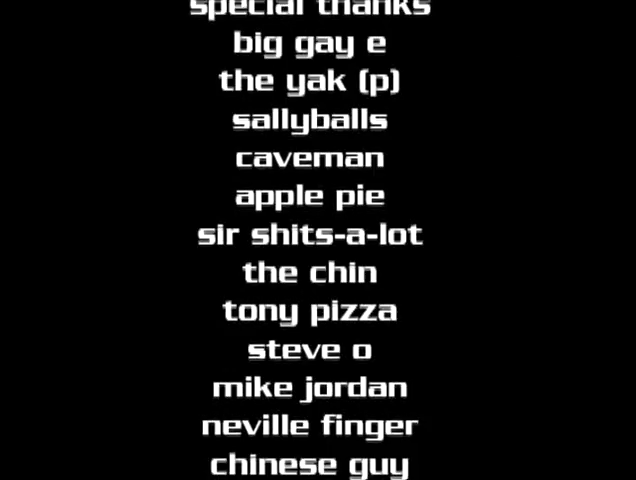 special thanks
big gay e
the yak (p)
sallyballs
caveman
apple pie
sir shits-a-lot
the chin
tony pizza
steve o
mike jordan
neville finger
chinese guy